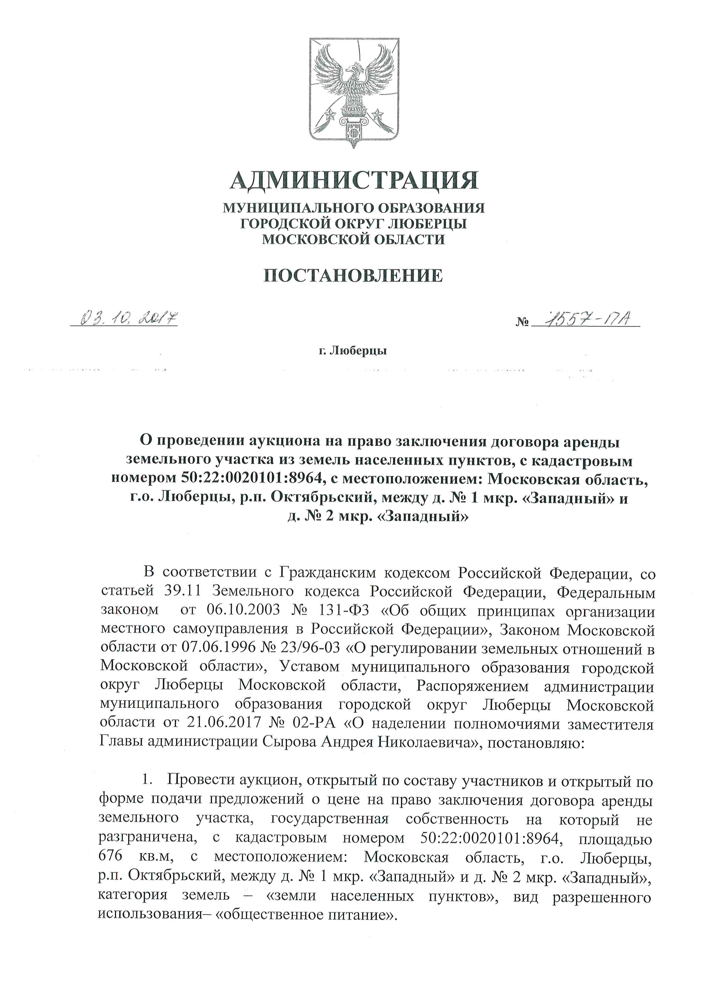 АДМИНИСТРАЦИЯ
МУНИЦИПАЛЬНОГО ОБРАЗОВАНИЯ
ГОРОДСКОЙ ОКРУГ ЛЮБЕРЦЫ
МОСКОВСКОЙ ОБЛАСТИ
ПОСТАНОВЛЕНИЕ
03.10.2017 № 1557-ПА
г. Люберцы
О проведении аукциона на право заключения договора аренды
земельного участка из земель населенных пунктов, с кадастровым
номером 50:22:0020101:8964, с местоположением: Московская область,
г.о. Люберцы, р.п. Октябрьский, между д. № 1 мкр. «Западный» и
д. № 2 мкр. «Западный»
В соответствии с Гражданским кодексом Российской Федерации, со
статьей 39.11 Земельного кодекса Российской Федерации, Федеральным
законом от 06.10.2003 № 131-ФЗ «Об общих принципах организации
местного самоуправления в Российской Федерации», Законом Московской
области от 07.06.1996 № 23/96-ОЗ «О регулировании земельных отношений в
Московской области», Уставом муниципального образования городской
округ Люберцы Московской области, Распоряжением администрации
муниципального образования городской округ Люберцы Московской
области от 21.06.2017 № 02-РА «О наделении полномочиями заместителя
Главы администрации Сырова Андрея Николаевича», постановляю:
1. Провести аукцион, открытый по составу участников и открытый по
форме подачи предложений о цене на право заключения договора аренды
земельного участка, государственная собственность на который не
разграничена, с кадастровым номером 50:22:0020101:8964, площадью
676 кв.м, с местоположением: Московская область, г.о. Люберцы,
р.п. Октябрьский, между д. № 1 мкр. «Западный» и д. № 2 мкр. «Западный»,
категория земель – «земли населенных пунктов», вид разрешенного
использования– «общественное питание».